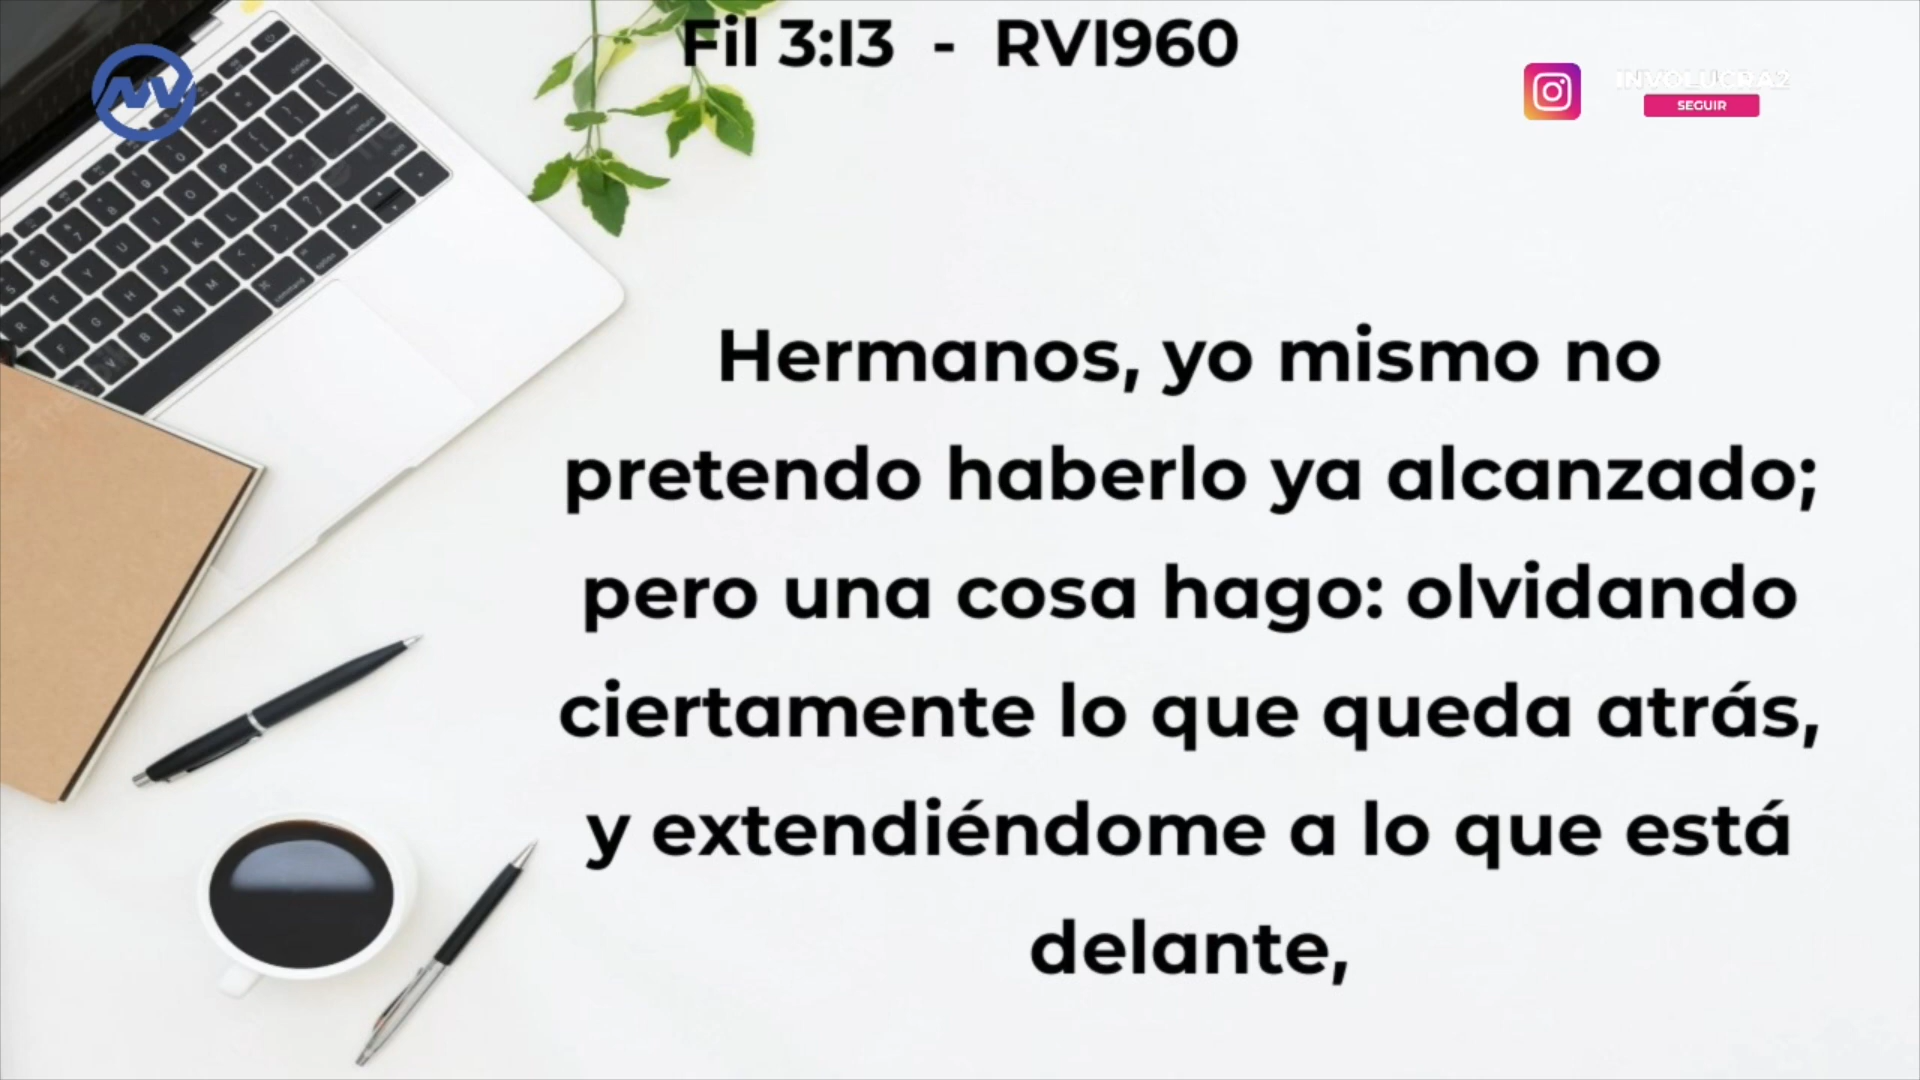 Fil 3:13 - RV1960
INVOLUCRA2
SEGUIR
Hermanos, yo mismo no
pretendo haberlo ya alcanzado;
pero una cosa hago: olvidando
ciertamente lo que queda atrás,
y extendiéndome a lo que está
delante,